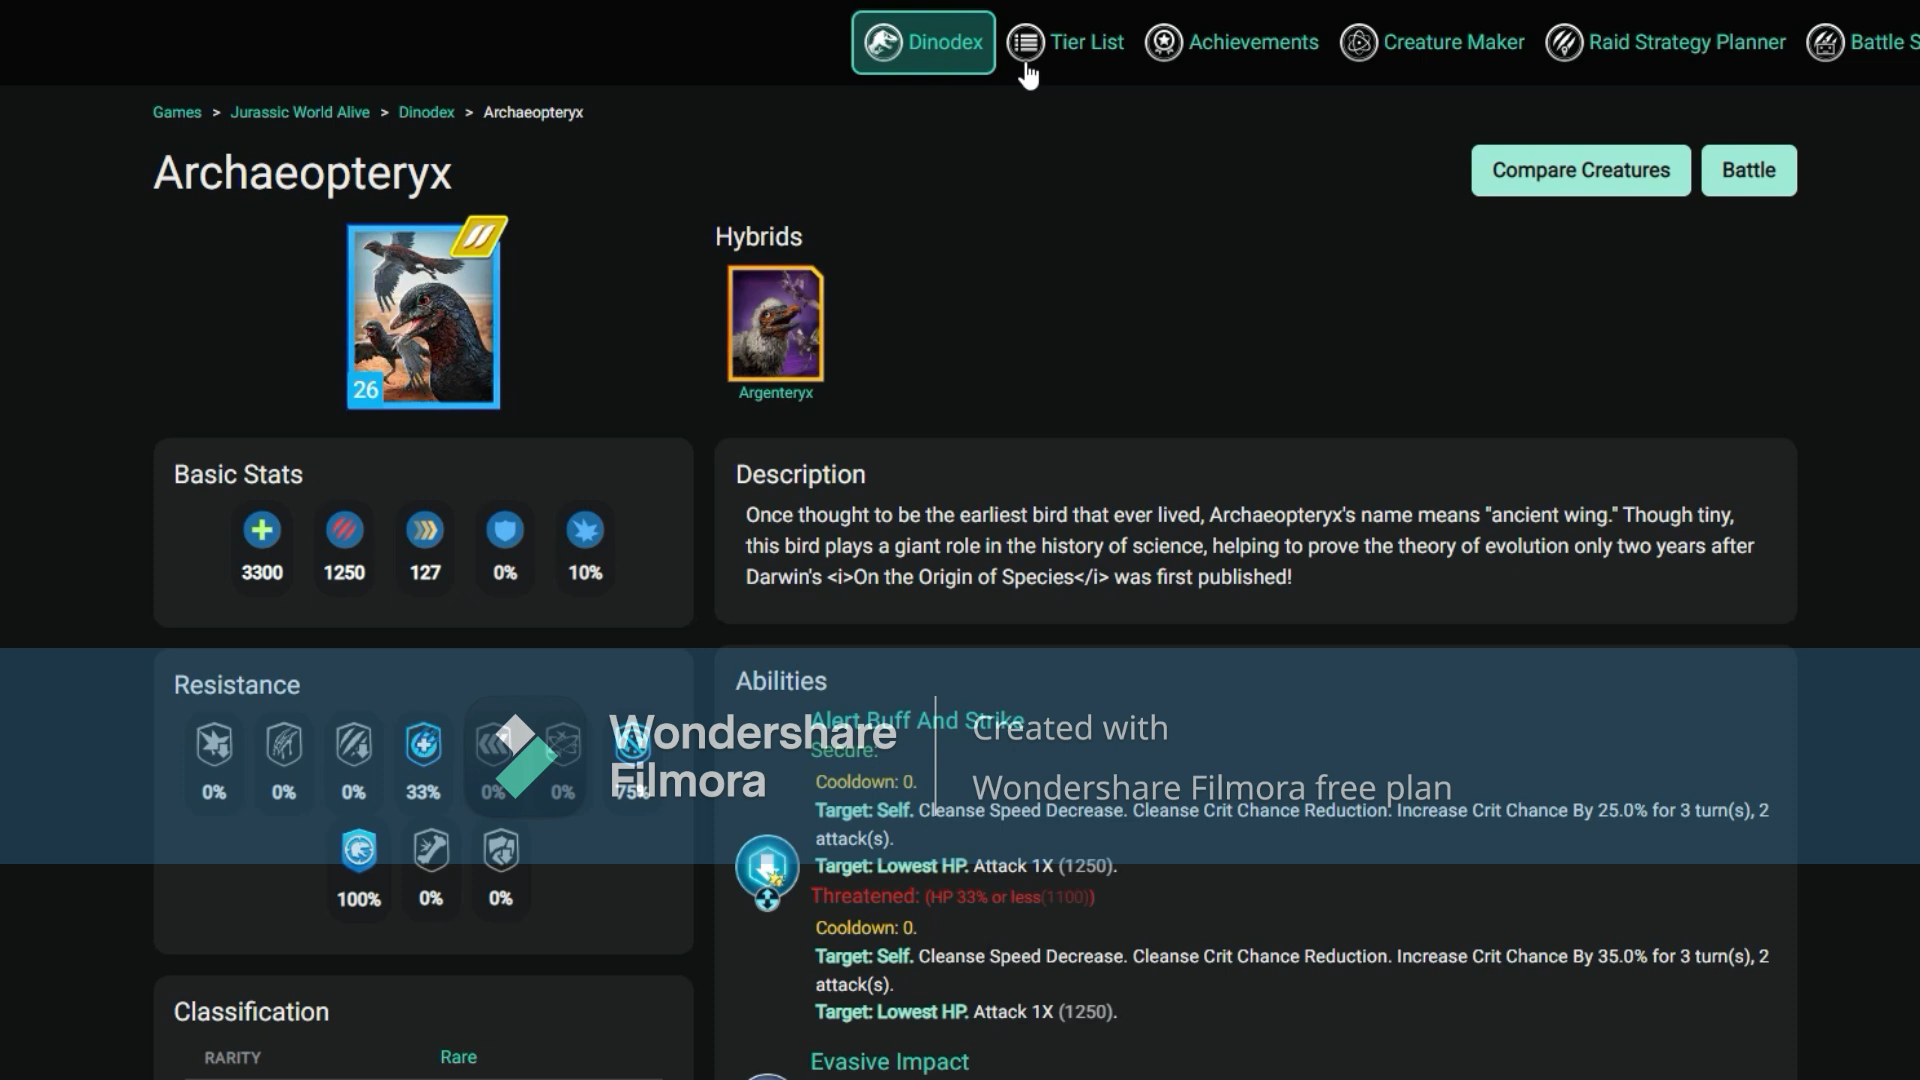 Dinodex Tier List Achievements Creature Maker Raid Strategy Planner Battle S
Games > Jurassic World Alive > Dinodex > Archaeopteryx
Archaeopteryx
Compare Creatures Battle
26
Hybrids
Argenteryx
Basic Stats
3300 1250 127 0% 10%
Description
Once thought to be the earliest bird that ever lived, Archaeopteryx's name means "ancient wing." Though tiny,
this bird plays a giant role in the history of science, helping to prove the theory of evolution only two years after
Darwin's <i>On the Origin of Species</i> was first published!
Resistance
0% 0% 0% 33% 0% 0% 75%
100% 0% 0%
Wondershare
Filmora
Created with
Wondershare Filmora free plan
Abilities
Alert Buff And Strike
Secure:
Cooldown: 0.
Target: Self. Cleanse Speed Decrease. Cleanse Crit Chance Reduction. Increase Crit Chance By 25.0% for 3 turn(s), 2
attack(s).
Target: Lowest HP. Attack 1X (1250).
Threatened: (HP 33% or less(1100))
Cooldown: 0.
Target: Self. Cleanse Speed Decrease. Cleanse Crit Chance Reduction. Increase Crit Chance By 35.0% for 3 turn(s), 2
attack(s).
Target: Lowest HP. Attack 1X (1250).
Evasive Impact
Classification
RARITY Rare